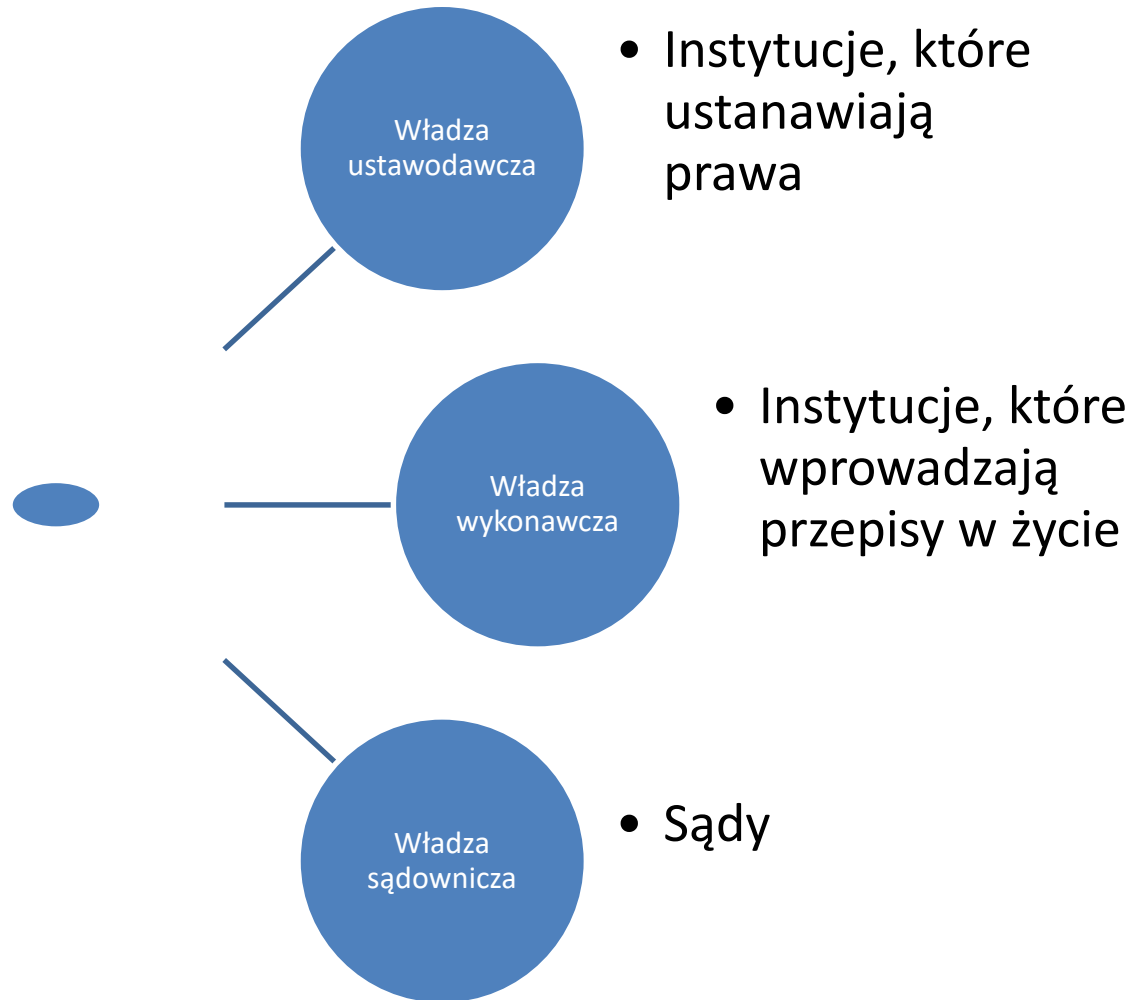 Władza
ustawodawcza
• Instytucje, które
ustanawiają
prawa
Władza
wykonawcza
• Instytucje, które
wprowadzają
przepisy w życie
Władza
sądownicza
• Sądy